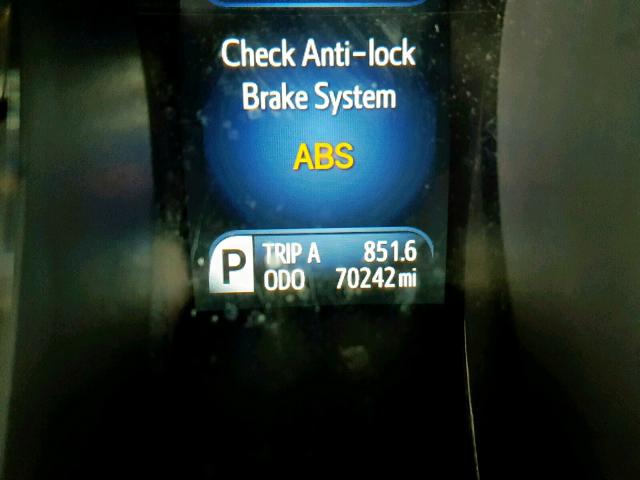 Check Anti-lock
Brake System
ABS
P TRIP A 851.6
ODO 70242 mi